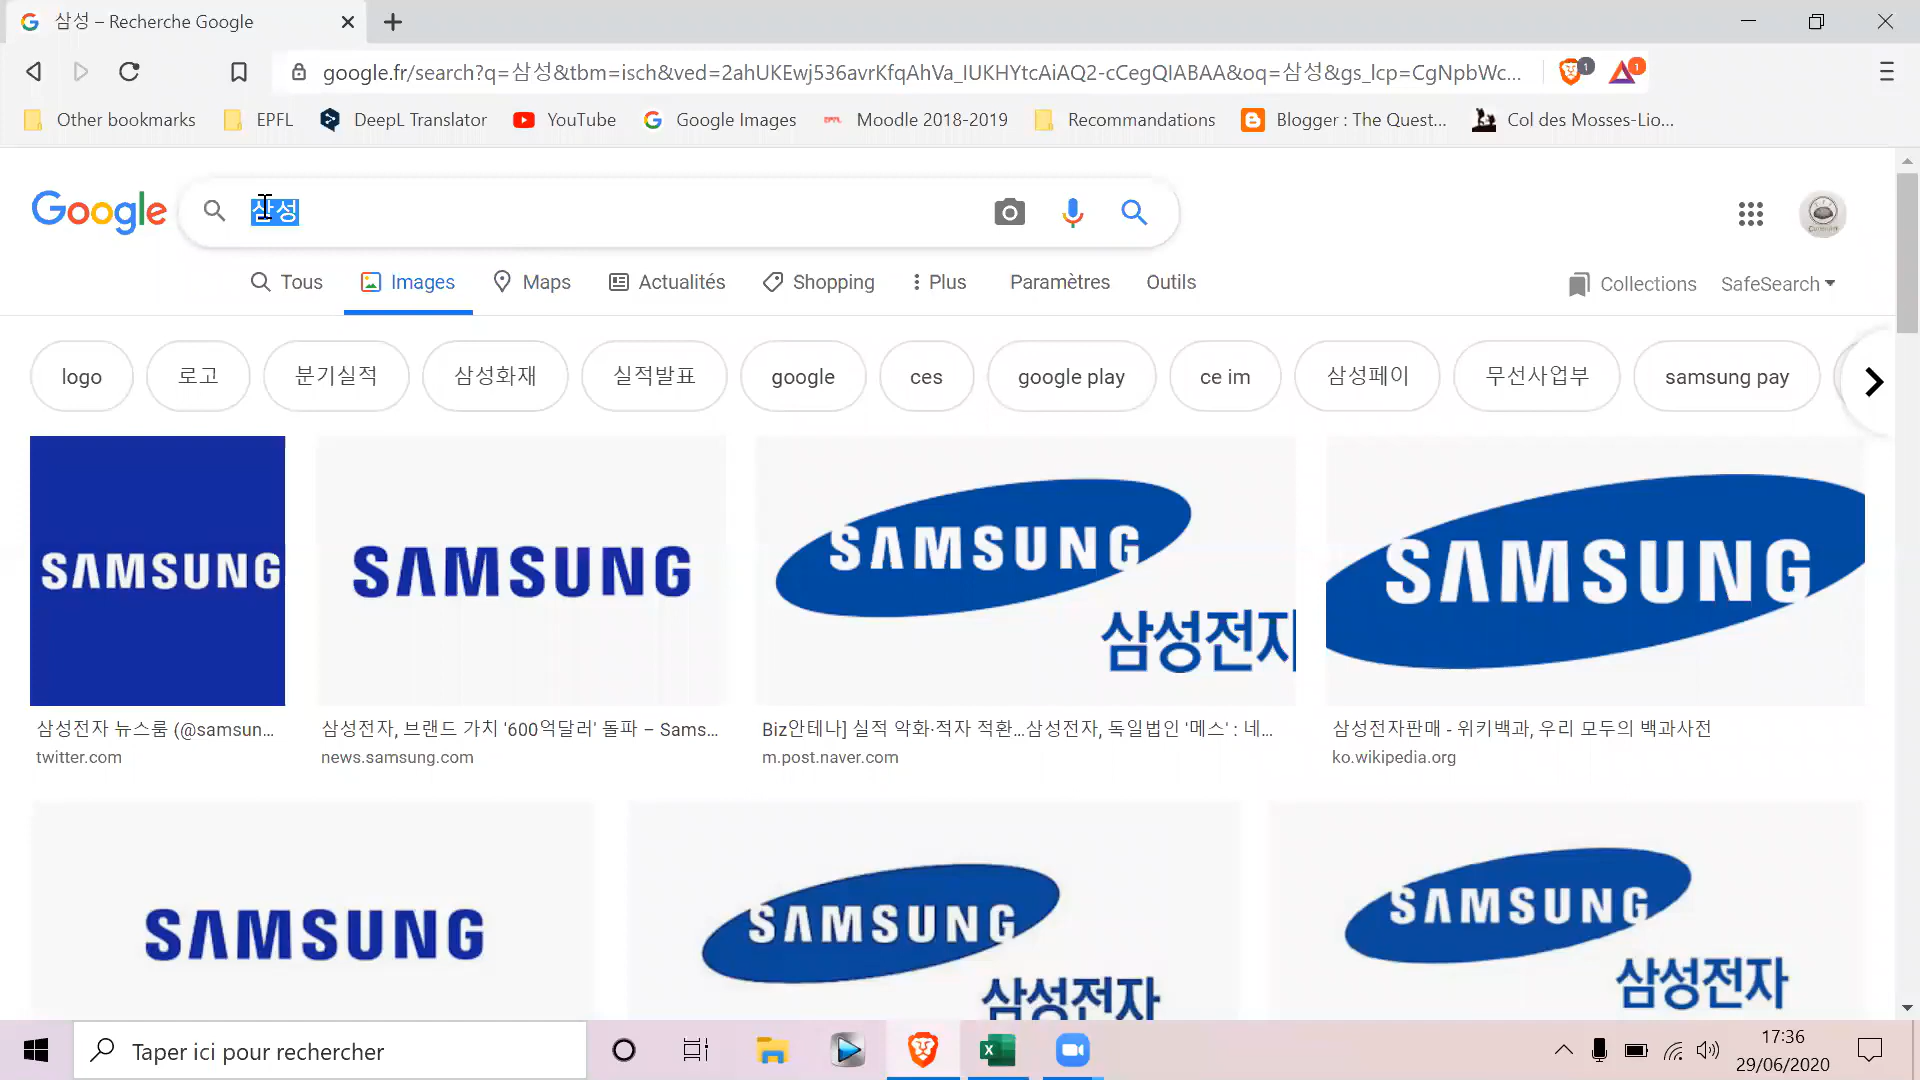 삼성 – Recherche Google
google.fr/search?q=삼성&tbm=isch&ved=2ahUKEwj536avrKfqAhVa_IUKHYtcAiAQ2-cCegQIABAA&oq=삼성&gs_lcp=CgNpbWc...
1
1
Other bookmarks EPFL DeepL Translator YouTube Google Images Moodle 2018-2019 Recommandations Blogger : The Quest... Col des Mosses-Lio...
Google 삼성
Tous Images Maps Actualités Shopping Plus Paramètres Outils Collections SafeSearch
logo 로고 분기실적 삼성화재 실적발표 google ces google play ce im 삼성페이 무선사업부 samsung pay
SAMSUNG
SAMSUNG
SAMSUNG
삼성전자
SAMSUNG
삼성전자 뉴스룸 (@samsun...
twitter.com
삼성전자, 브랜드 가치 '600억달러' 돌파 – Sams...
news.samsung.com
Biz안테나] 실적 악화·적자 적환...삼성전자, 독일법인 '메스' : 네...
m.post.naver.com
삼성전자판매 - 위키백과, 우리 모두의 백과사전
ko.wikipedia.org
SAMSUNG
SAMSUNG
삼성전자
SAMSUNG
삼성전자
Taper ici pour rechercher
17:36
29/06/2020